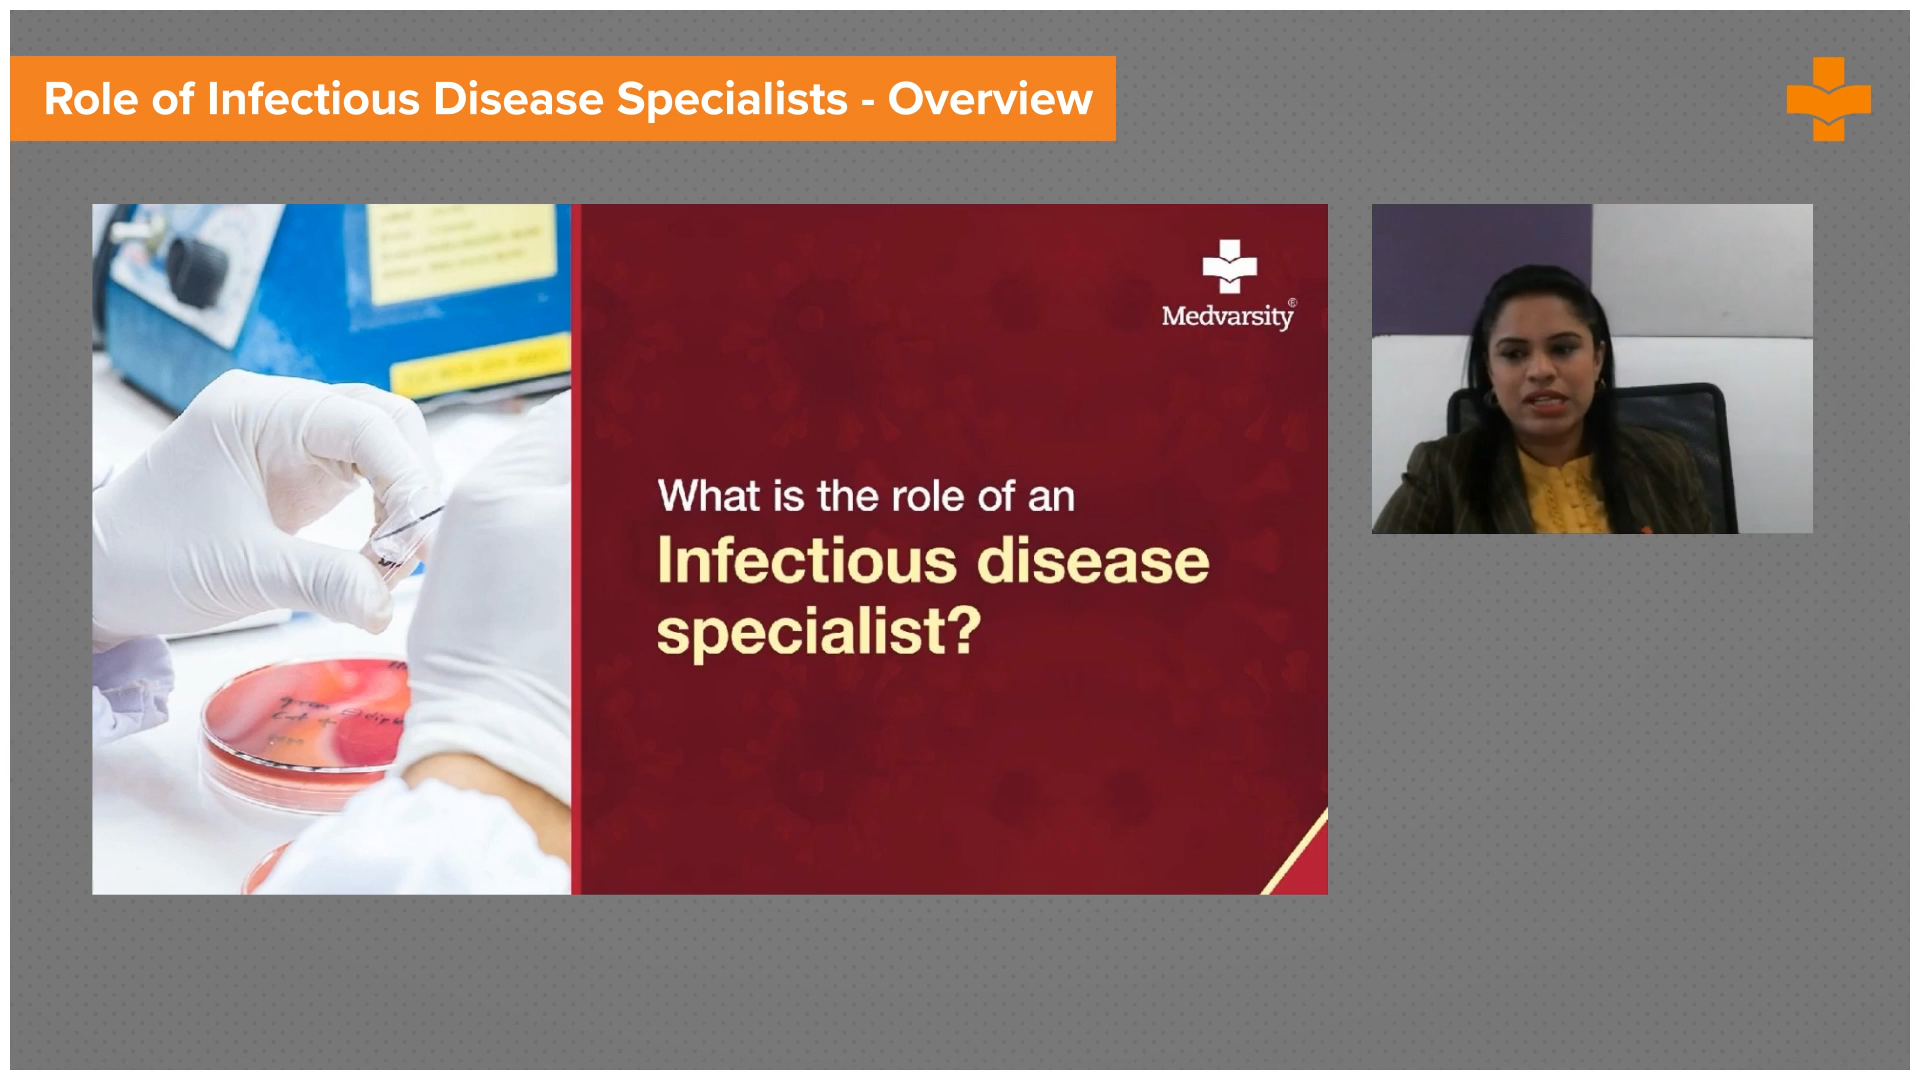 Role of Infectious Disease Specialists - Overview
Medvarsity®
What is the role of an
Infectious disease
specialist?